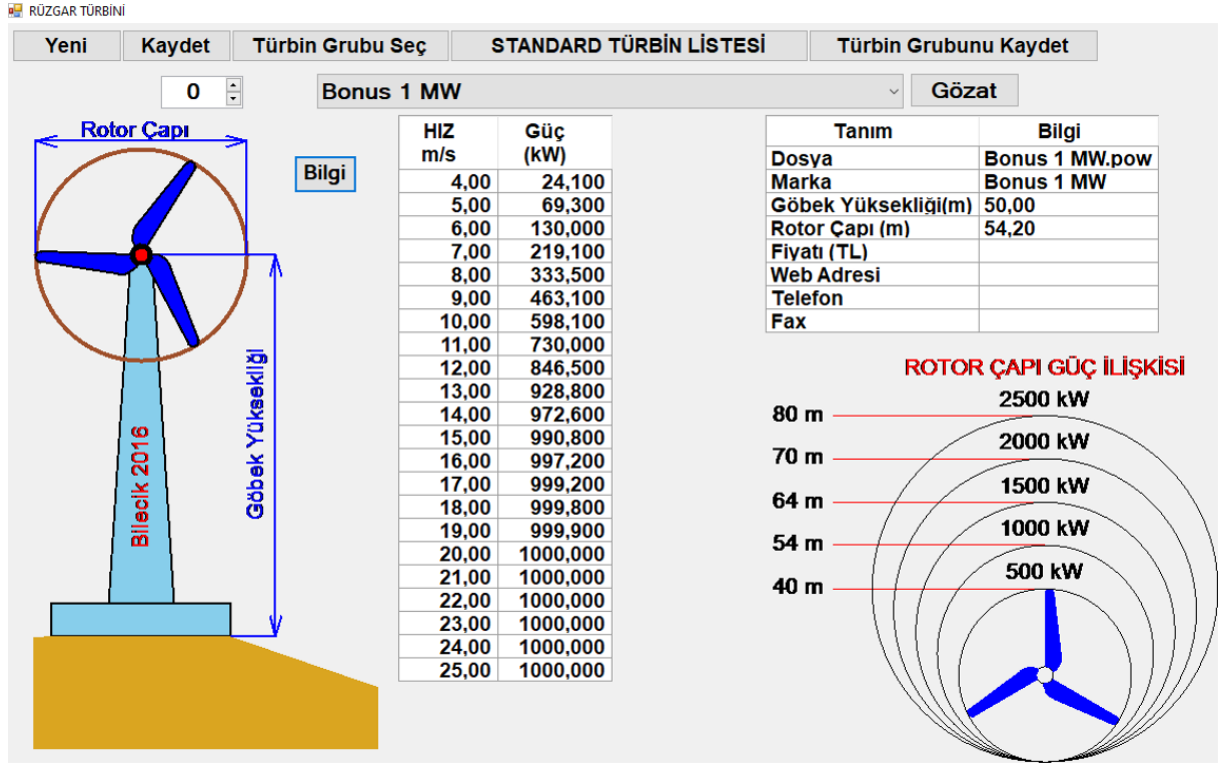 RÜZGAR TÜRBİNİ
Yeni Kaydet Türbin Grubu Seç STANDARD TÜRBİN LİSTESİ Türbin Grubunu Kaydet
0 Bonus 1 MW Gözat
Rotor Çapı
Bilgi
Göbek Yüksekliği
Bilecik 2016
HIZ m/s Güç (kW)
4,00 24,100
5,00 69,300
6,00 130,000
7,00 219,100
8,00 333,500
9,00 463,100
10,00 598,100
11,00 730,000
12,00 846,500
13,00 928,800
14,00 972,600
15,00 990,800
16,00 997,200
17,00 999,200
18,00 999,800
19,00 999,900
20,00 1000,000
21,00 1000,000
22,00 1000,000
23,00 1000,000
24,00 1000,000
25,00 1000,000
Tanım Bilgi
Dosya Bonus 1 MW.pow
Marka Bonus 1 MW
Göbek Yüksekliği(m) 50,00
Rotor Çapı (m) 54,20
Fiyatı (TL)
Web Adresi
Telefon
Fax
ROTOR ÇAPI GÜÇ İLİŞKİSİ
2500 kW
80 m
2000 kW
70 m
1500 kW
64 m
1000 kW
54 m
500 kW
40 m